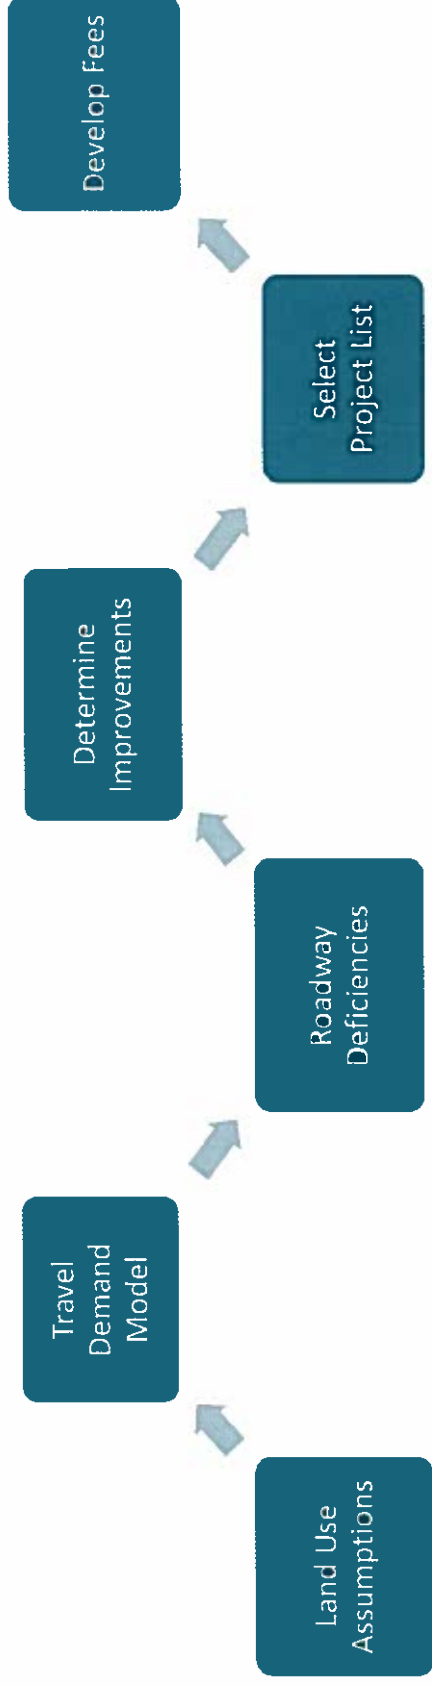 Land Use
Assumptions
Travel
Demand
Model
Roadway
Deficiencies
Determine
Improvements
Select
Project List
Develop Fees